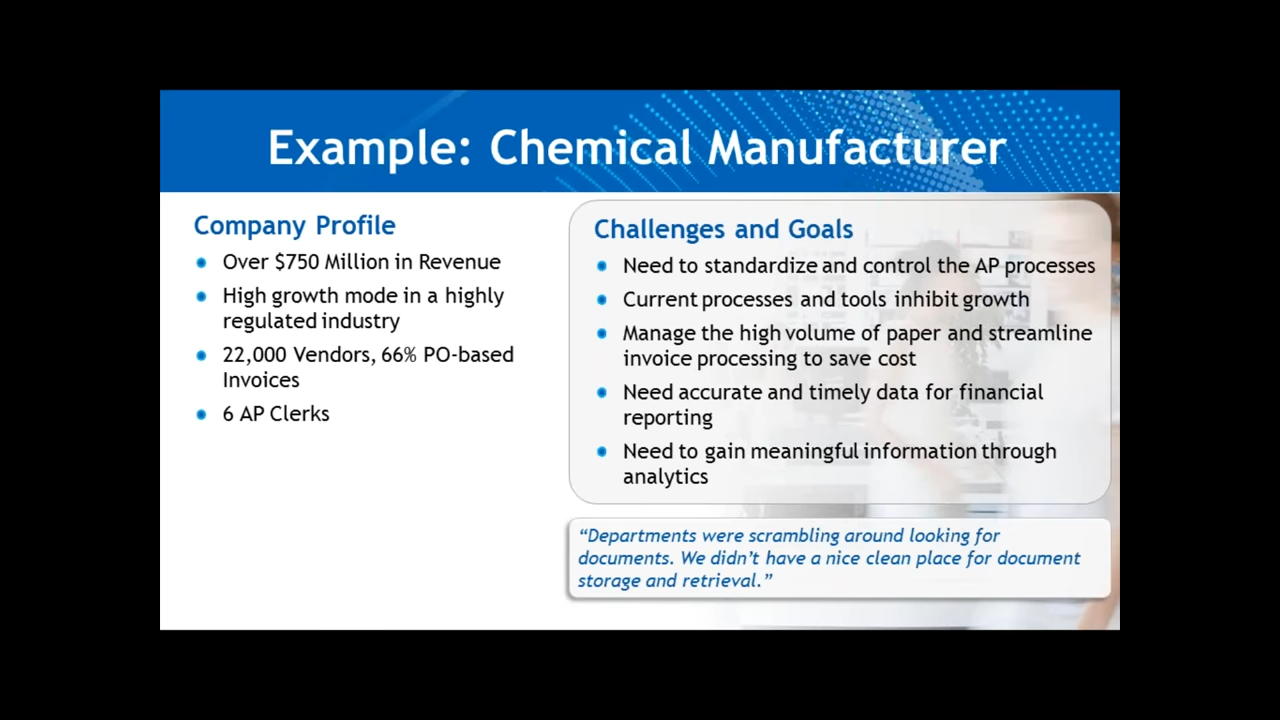 Example: Chemical Manufacturer
Company Profile
Over $750 Million in Revenue
High growth mode in a highly
regulated industry
22,000 Vendors, 66% PO-based
Invoices
6 AP Clerks
Challenges and Goals
Need to standardize and control the AP processes
Current processes and tools inhibit growth
Manage the high volume of paper and streamline
invoice processing to save cost
Need accurate and timely data for financial
reporting
Need to gain meaningful information through
analytics
“Departments were scrambling around looking for
documents. We didn’t have a nice clean place for document
storage and retrieval.”